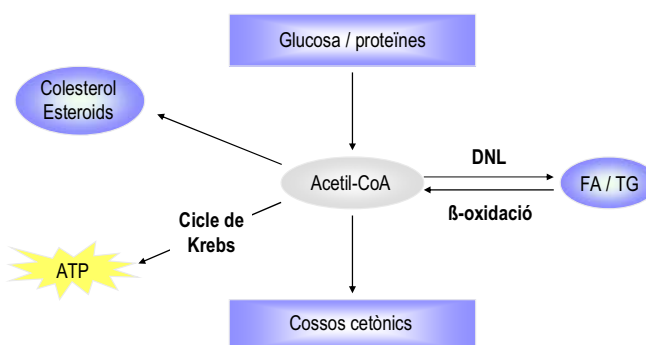 Glucosa / proteïnes
Colesterol
Esteroids
DNL
Acetil-CoA
FA / TG
ß-oxidació
Cicle de
Krebs
ATP
Cossos cetònics